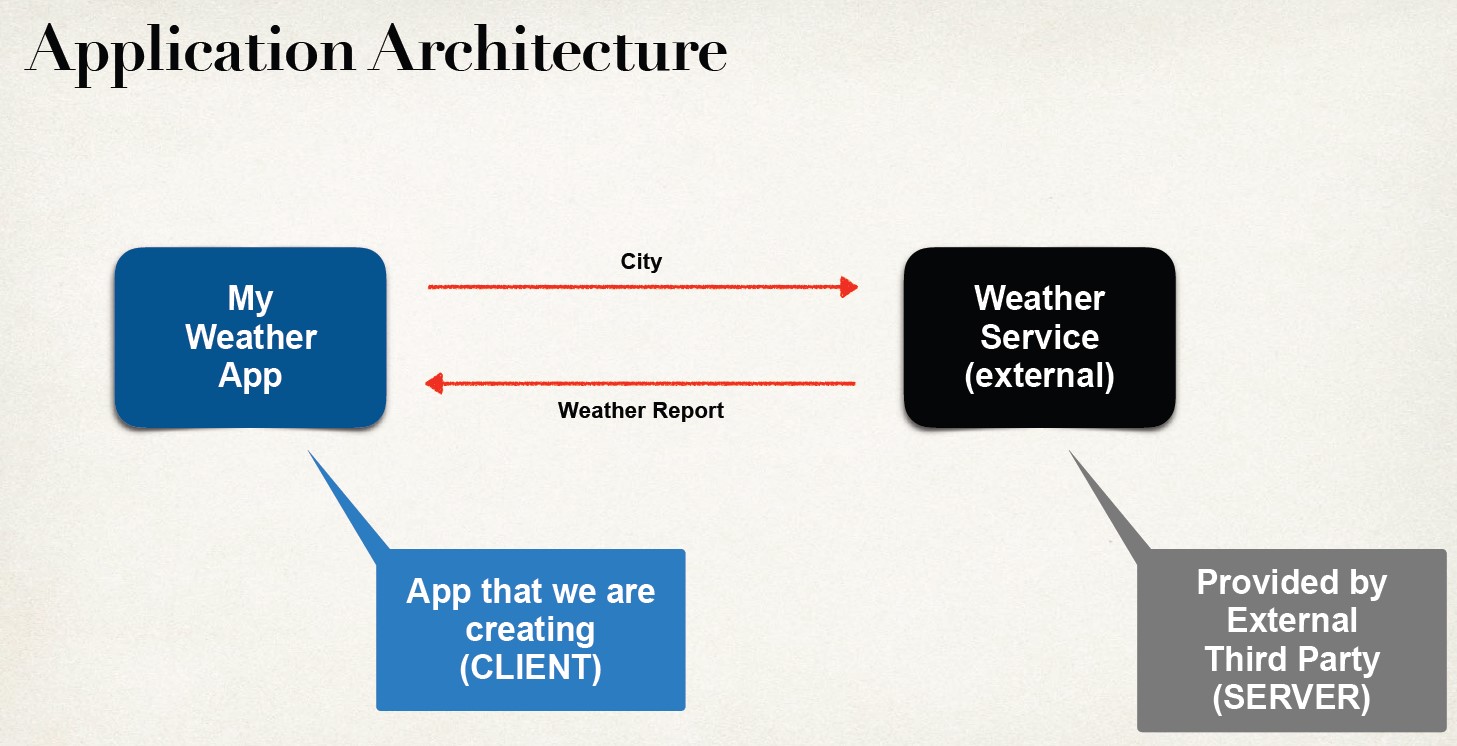 Application Architecture
City
My
Weather
App
Weather
Service
(external)
Weather Report
App that we are
creating
(CLIENT)
Provided by
External
Third Party
(SERVER)